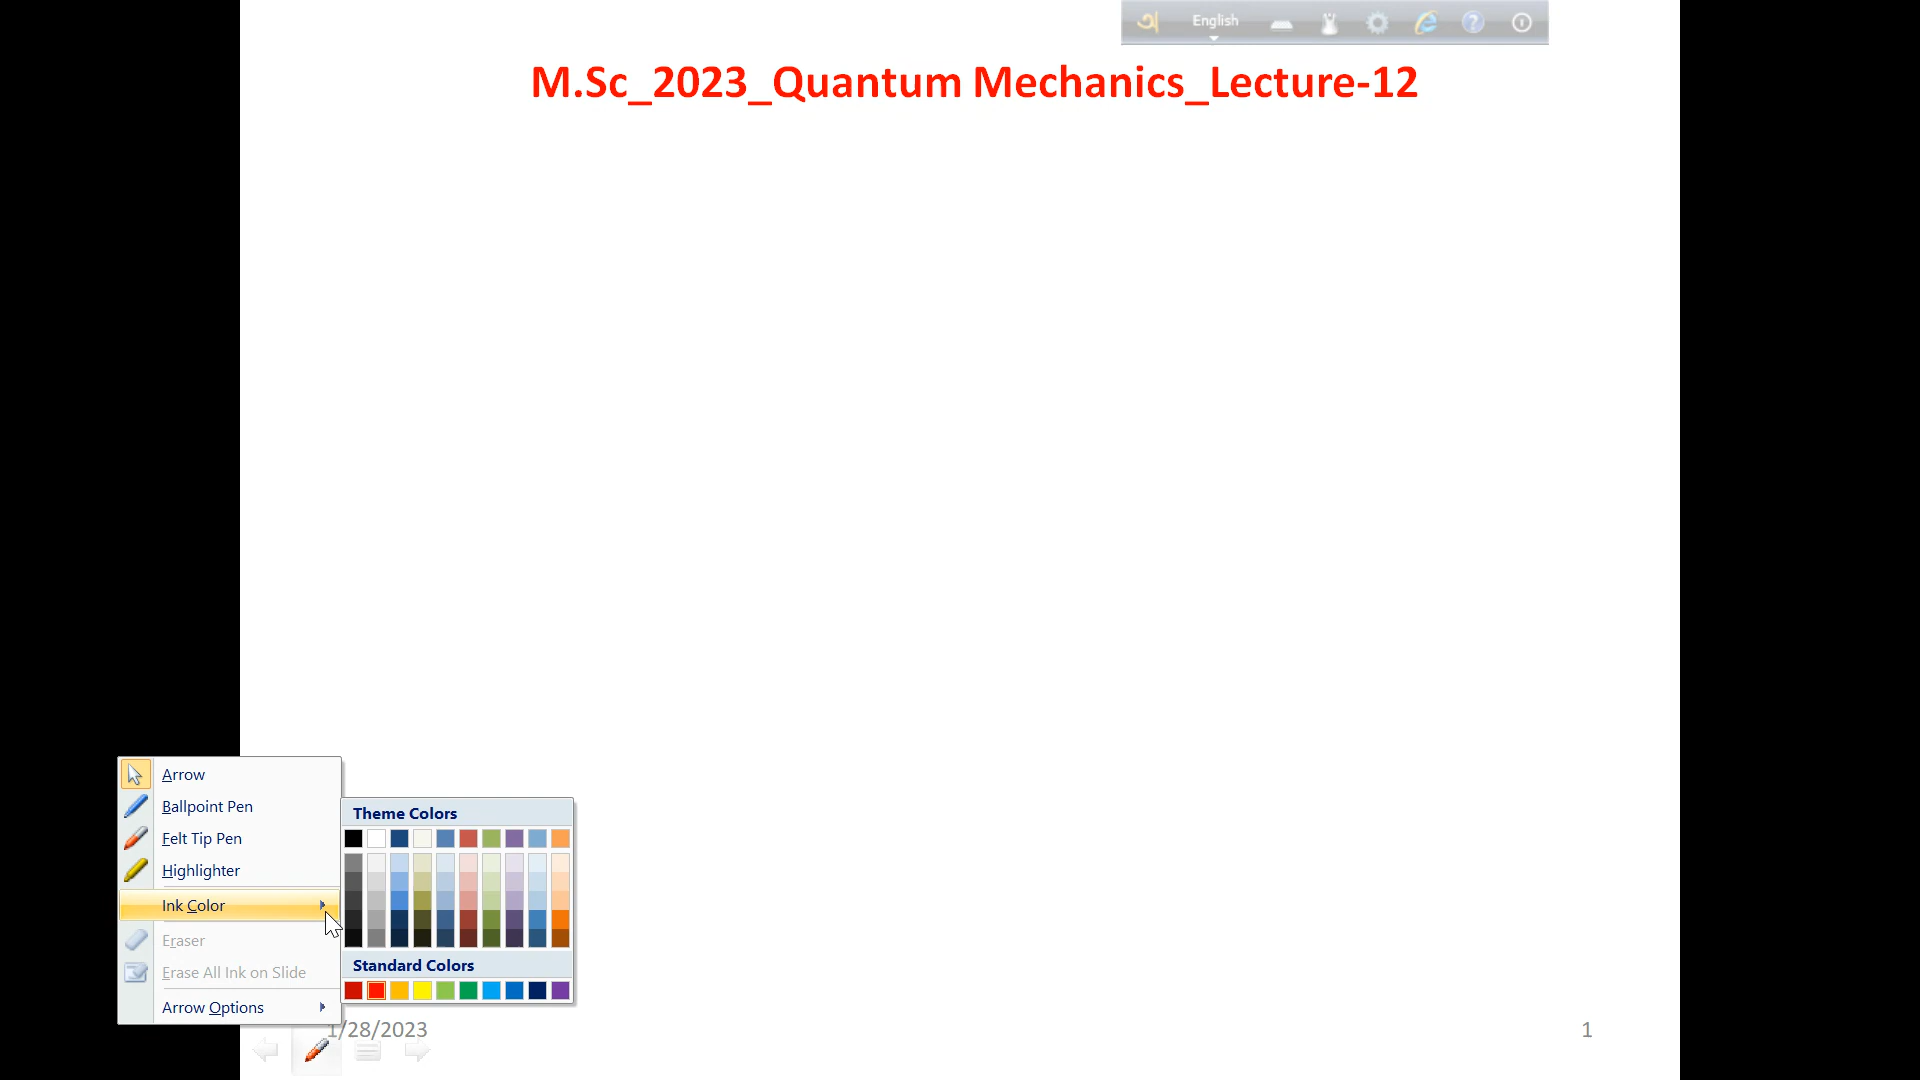 অ English
M.Sc_2023_Quantum Mechanics_Lecture-12
Arrow
Ballpoint Pen
Felt Tip Pen
Highlighter
Ink Color
Eraser
Erase All Ink on Slide
Arrow Options
Theme Colors
Standard Colors
1/28/2023
1